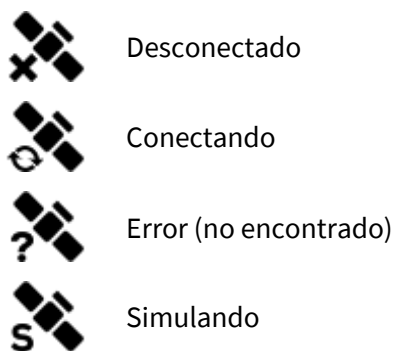 Desconectado
Conectando
? Error (no encontrado)
S Simulando